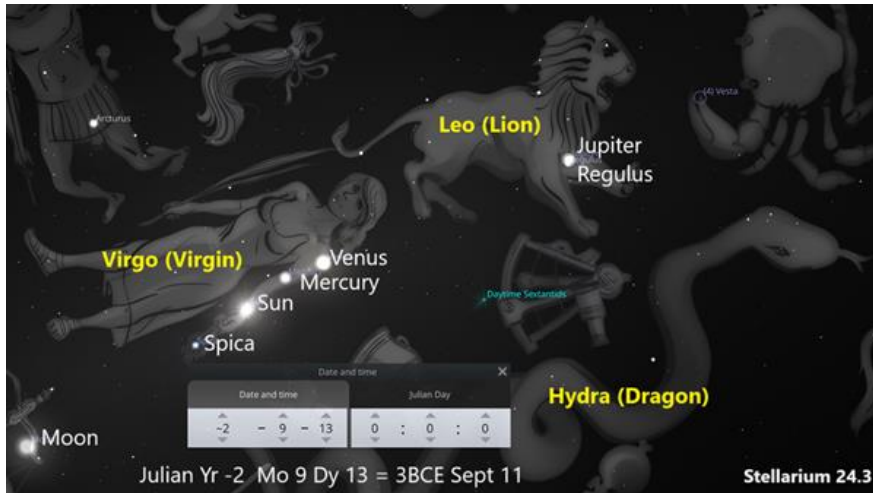 Arcturus
Leo (Lion)
(4) Vesta
Jupiter
Regulus
Virgo (Virgin)
Venus
Mercury
Daytime Sextantids
Sun
Spica
Date and time
×
Date and time
Julian Day
-2 - 9 - 13
0 : 0 : 0
Hydra (Dragon)
Moon
Julian Yr -2 Mo 9 Dy 13 = 3BCE Sept 11
Stellarium 24.3